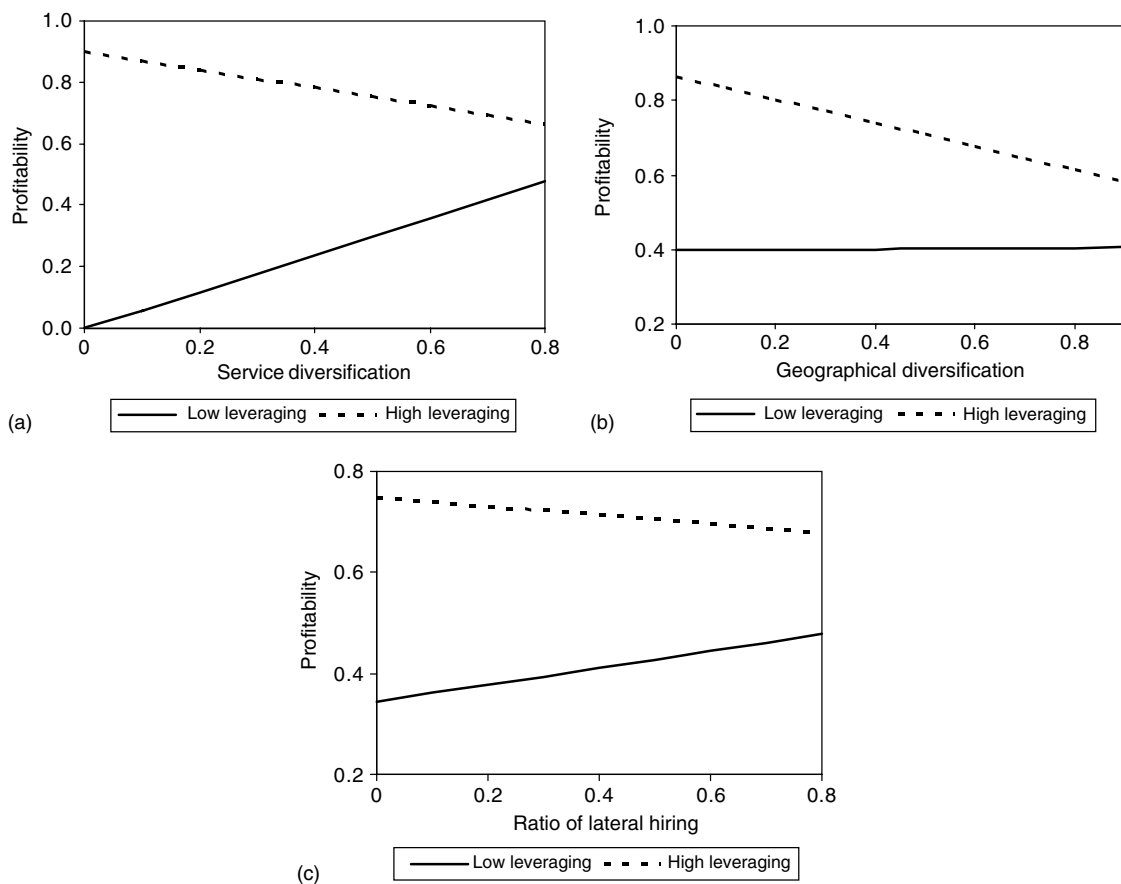 1.0
0.8
0.6
0.4
0.2
0.0
Profitability
0 0.2 0.4 0.6 0.8
Service diversification
Low leveraging High leveraging
(a)
1.0
0.8
0.6
0.4
0.2
Profitability
0 0.2 0.4 0.6 0.8
Geographical diversification
Low leveraging High leveraging
(b)
0.8
0.6
0.4
0.2
Profitability
0 0.2 0.4 0.6 0.8
Ratio of lateral hiring
Low leveraging High leveraging
(c)